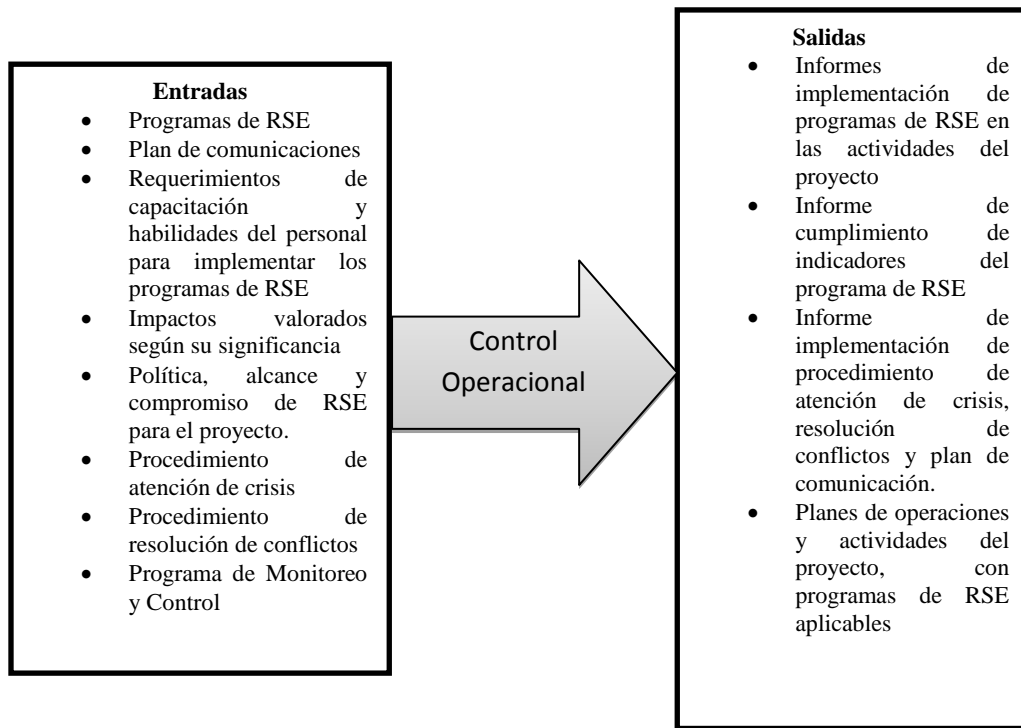 Entradas
• Programas de RSE
• Plan de comunicaciones
• Requerimientos de
capacitación y
habilidades del personal
para implementar los
programas de RSE
• Impactos valorados
según su significancia
• Política, alcance y
compromiso de RSE
para el proyecto.
• Procedimiento de
atención de crisis
• Procedimiento de
resolución de conflictos
• Programa de Monitoreo
y Control
Control
Operacional
Salidas
• Informes de
implementación de
programas de RSE en
las actividades del
proyecto
• Informe de
cumplimiento de
indicadores del
programa de RSE
• Informe de
implementación de
procedimiento de
atención de crisis,
resolución de
conflictos y plan de
comunicación.
• Planes de operaciones
y actividades del
proyecto, con
programas de RSE
aplicables